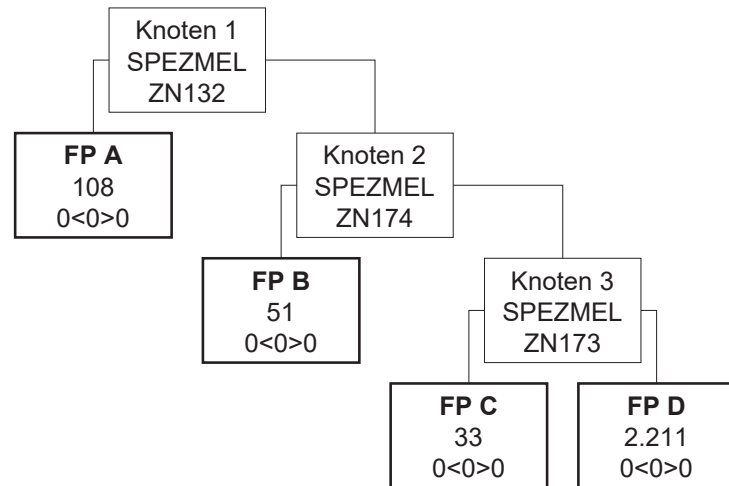 Knoten 1
SPEZMEL
ZN132
FP A
108
0<0>0
Knoten 2
SPEZMEL
ZN174
FP B
51
0<0>0
Knoten 3
SPEZMEL
ZN173
FP C
33
0<0>0
FP D
2.211
0<0>0